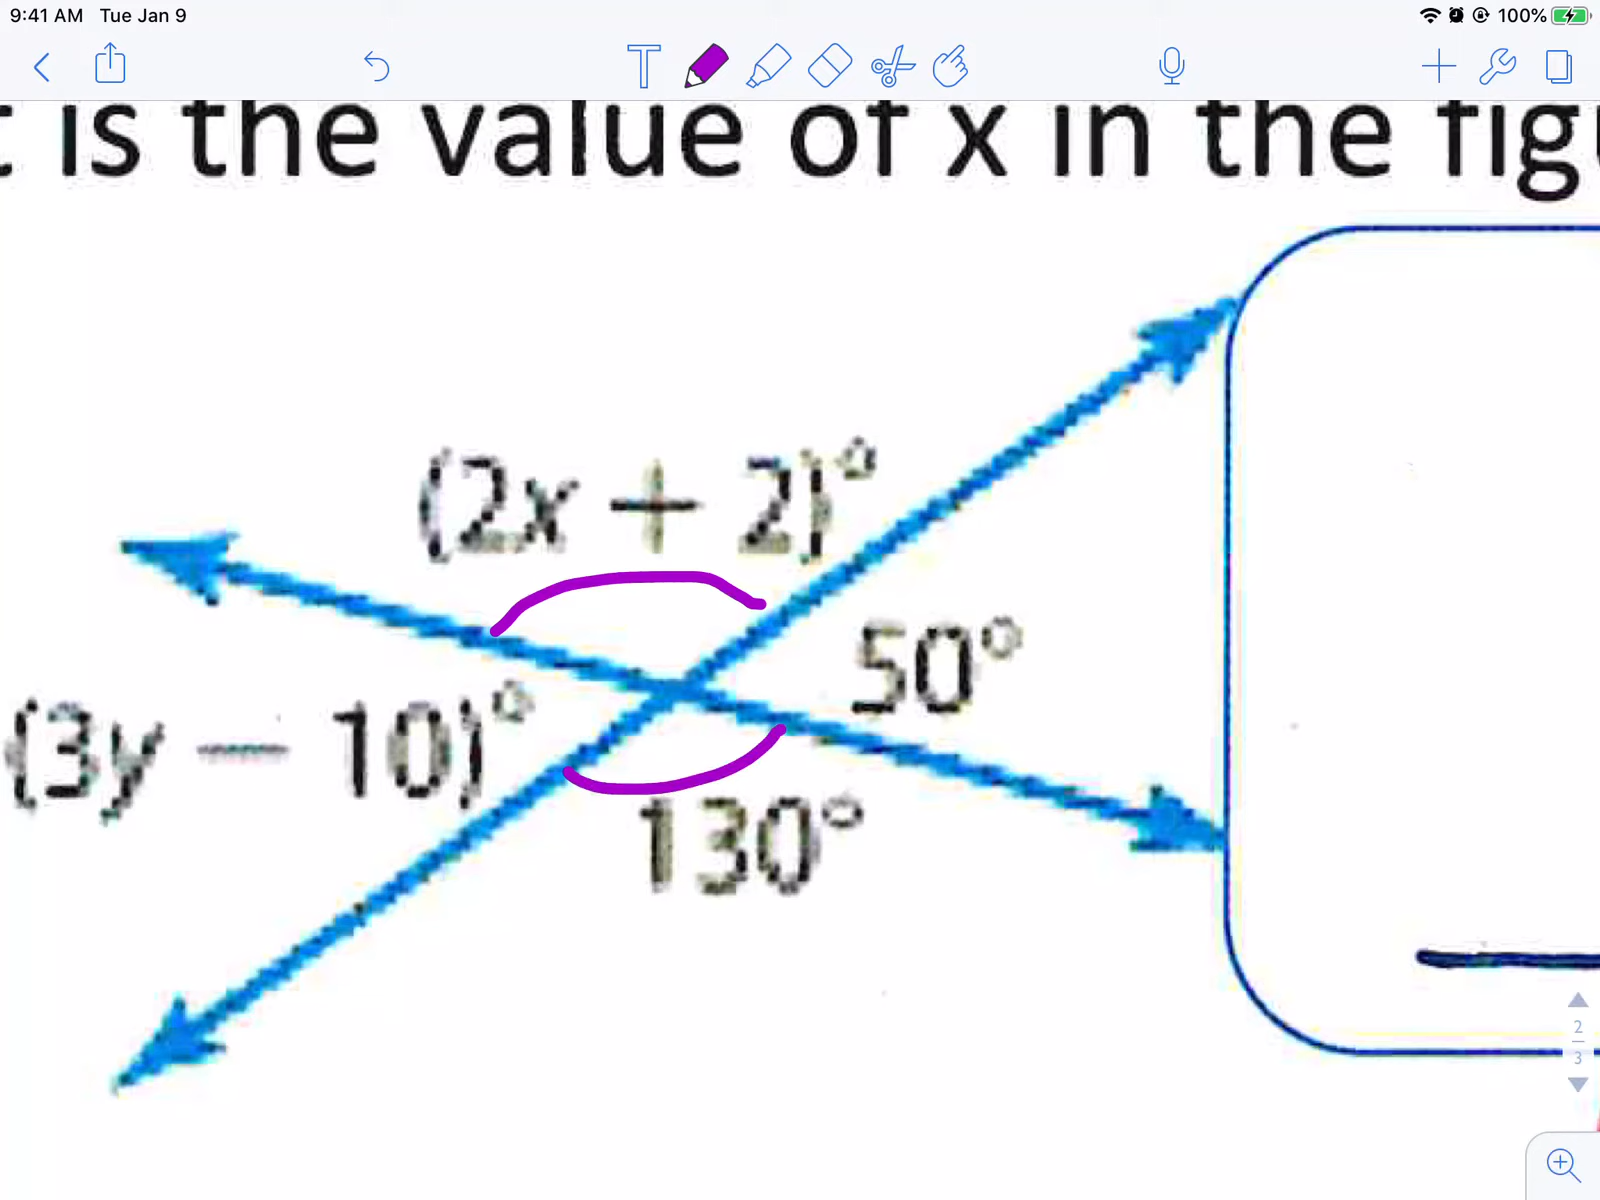 9:41 AM Tue Jan 9 100%
is the value of x in the
(2x + 2)°
50°
(3y − 10)°
130°
2
3